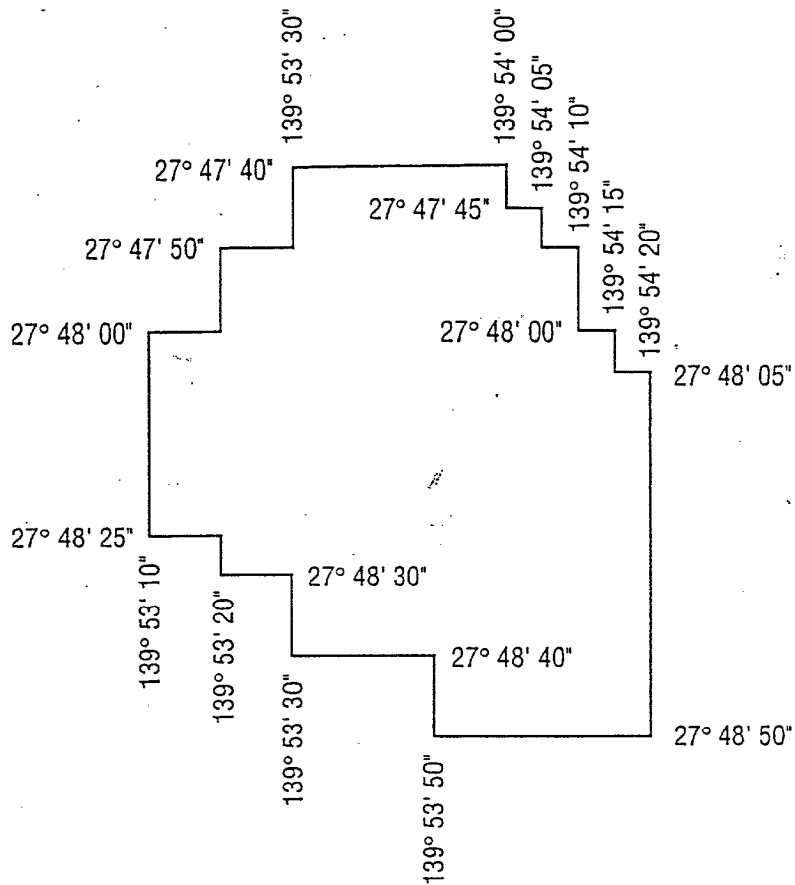 139° 53' 30"
139° 54' 00"
139° 54' 05"
139° 54' 10"
139° 54' 15"
139° 54' 20"
27° 47' 40"
27° 47' 45"
27° 47' 50"
27° 48' 00"
27° 48' 00"
27° 48' 05"
27° 48' 25"
27° 48' 30"
139° 53' 10"
139° 53' 20"
139° 53' 30"
27° 48' 40"
27° 48' 50"
139° 53' 50"